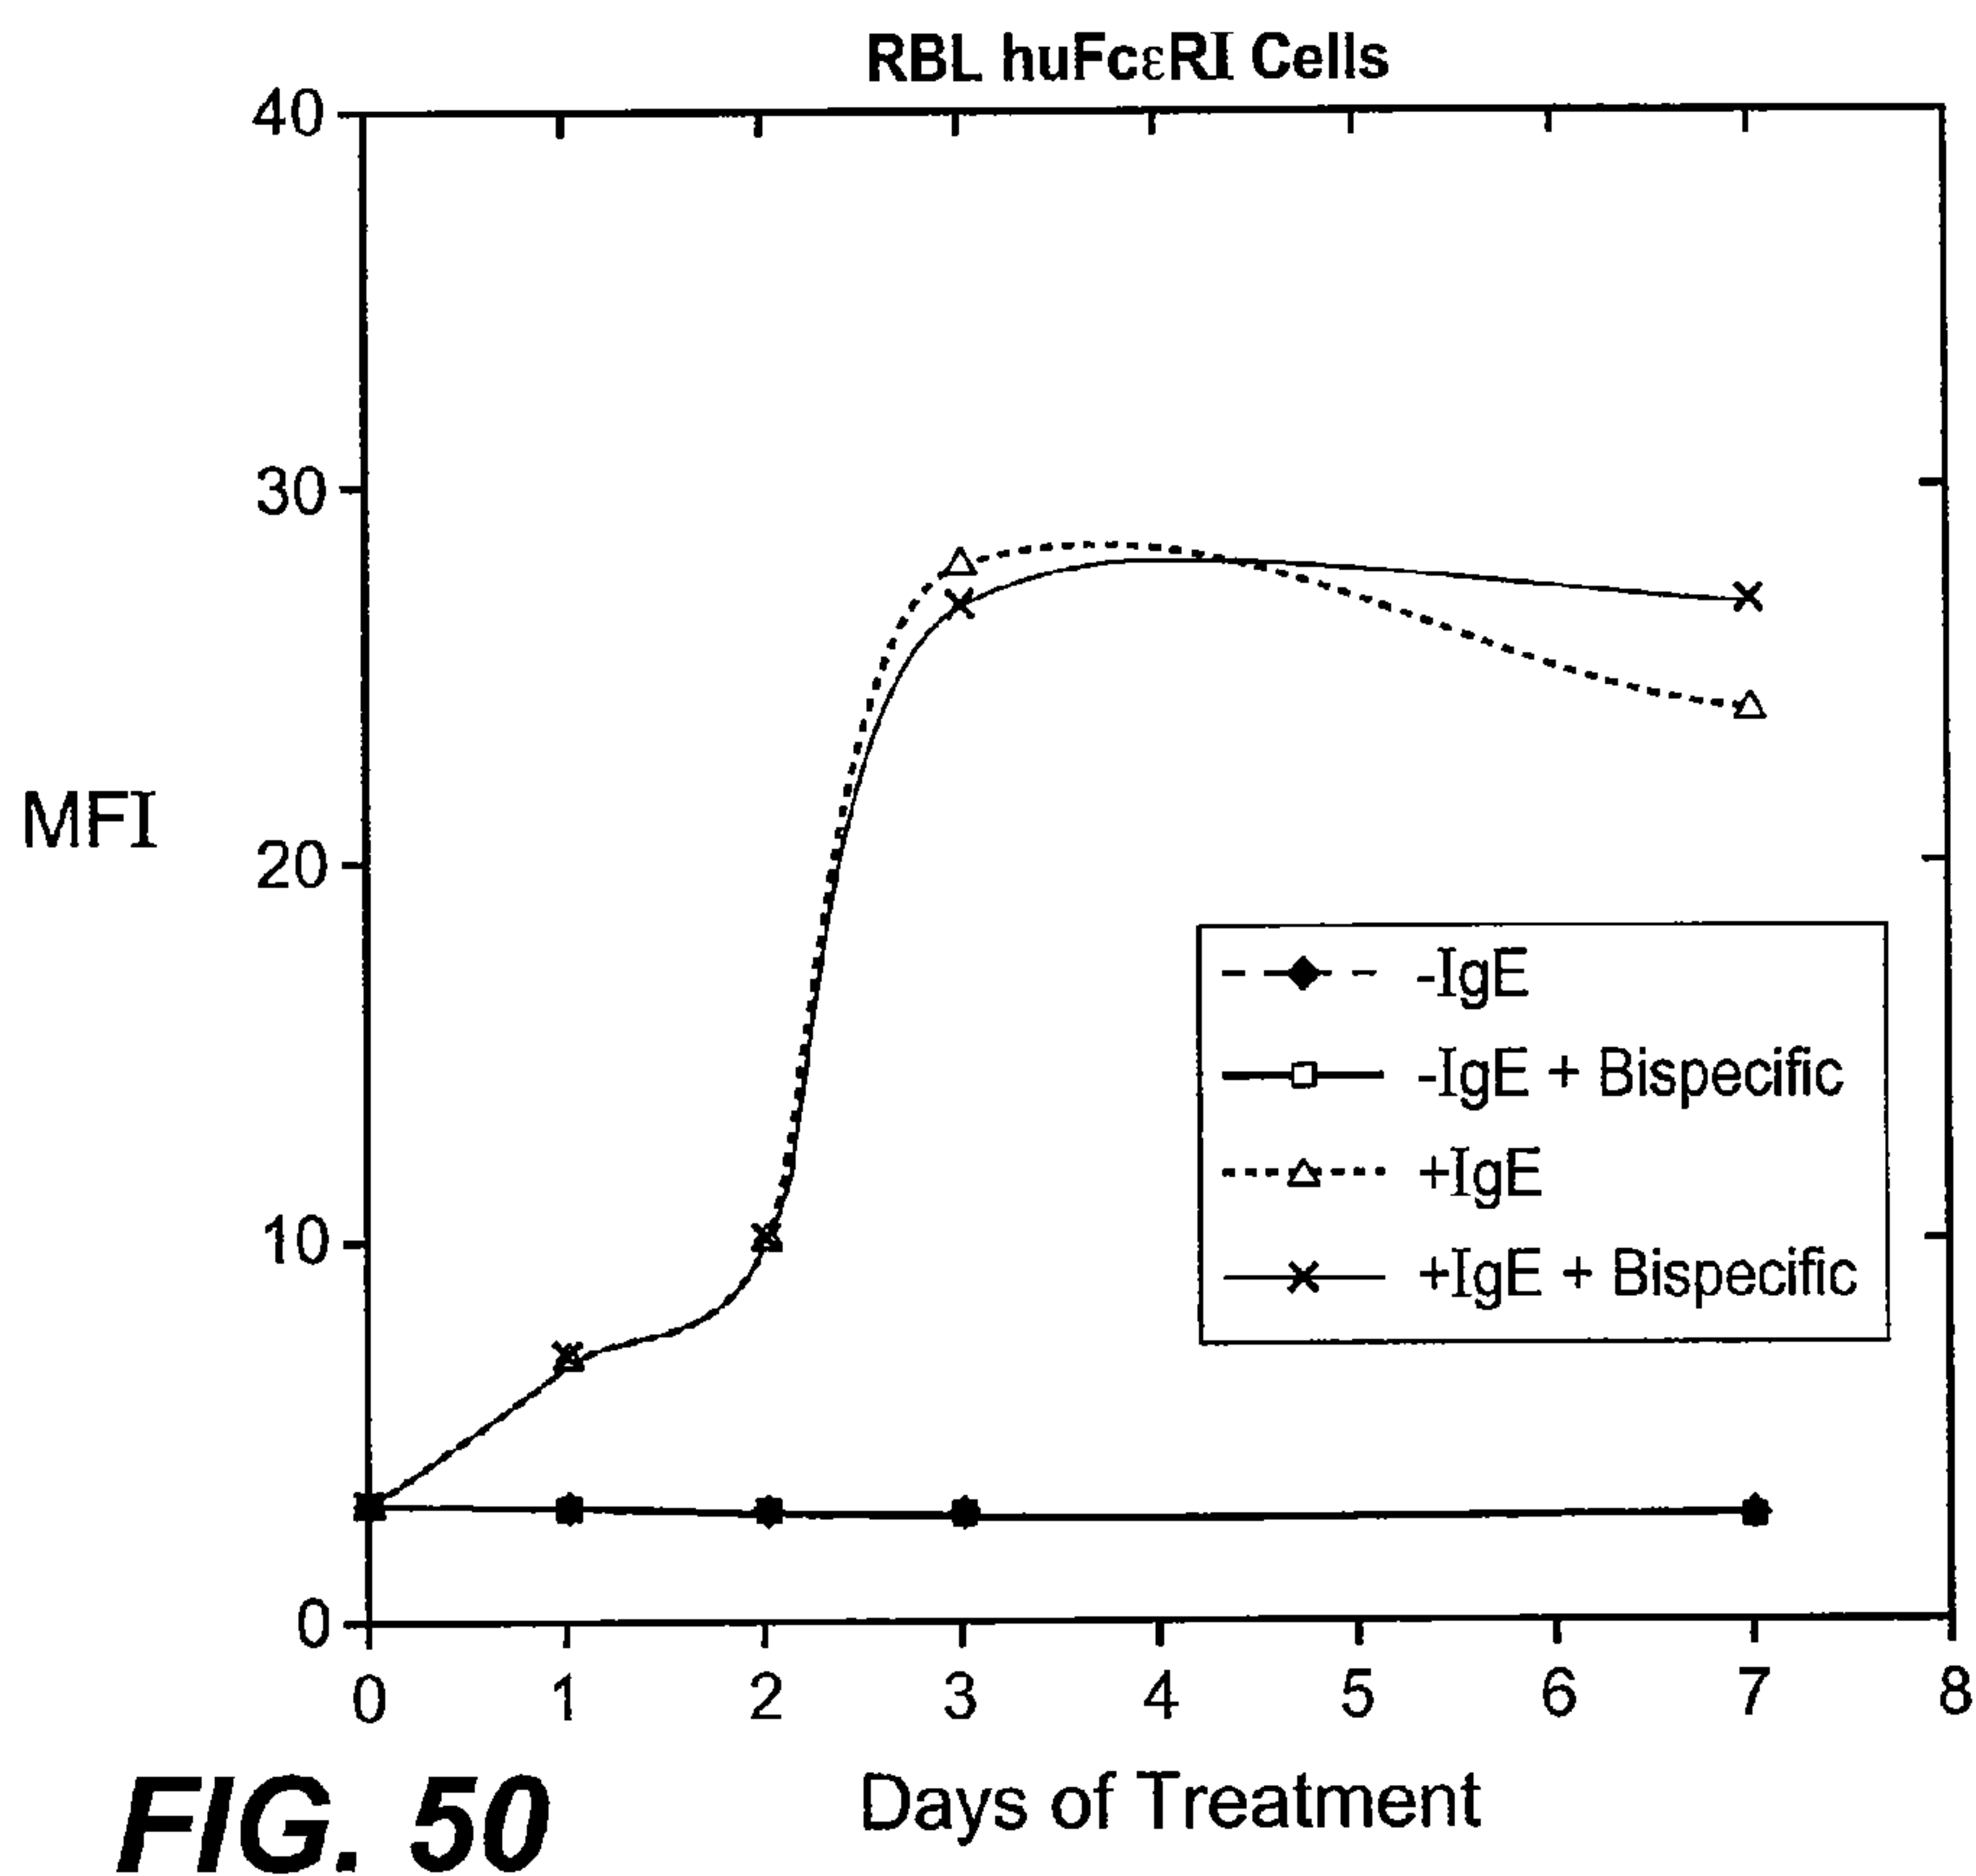 RBL huFcεRI Cells
40
30
20
10
0
MFI
-IgE
-IgE + Bispecific
+IgE
+IgE + Bispecific
0 1 2 3 4 5 6 7 8
Days of Treatment
FIG. 50